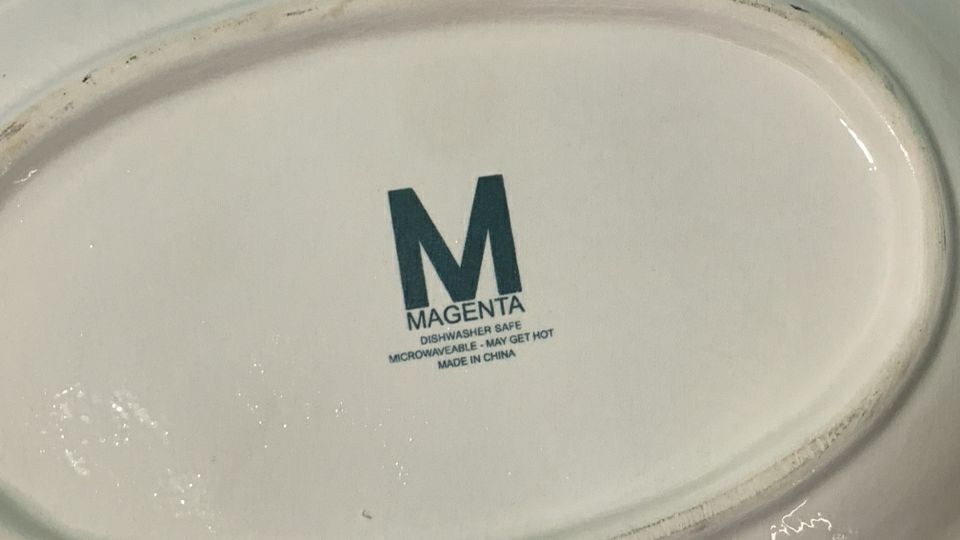 M
MAGENTA
DISHWASHER SAFE
MICROWAVEABLE - MAY GET HOT
MADE IN CHINA